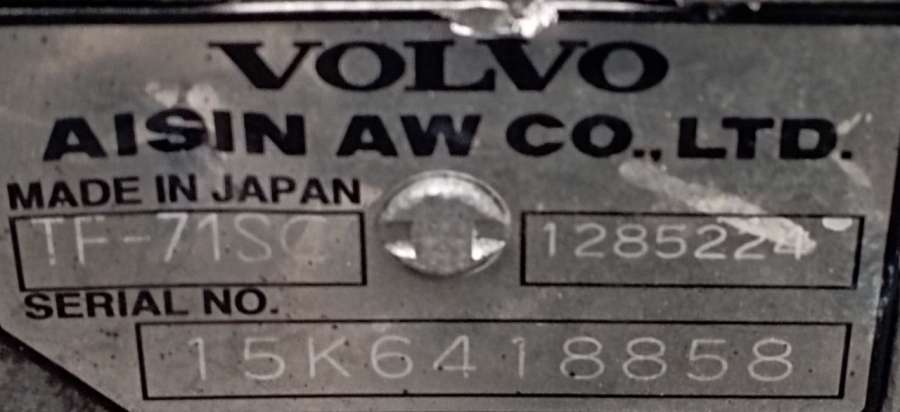 VOLVO
AISIN AW CO., LTD.
MADE IN JAPAN
TF-71SC 1285224
SERIAL NO.
15K6418858